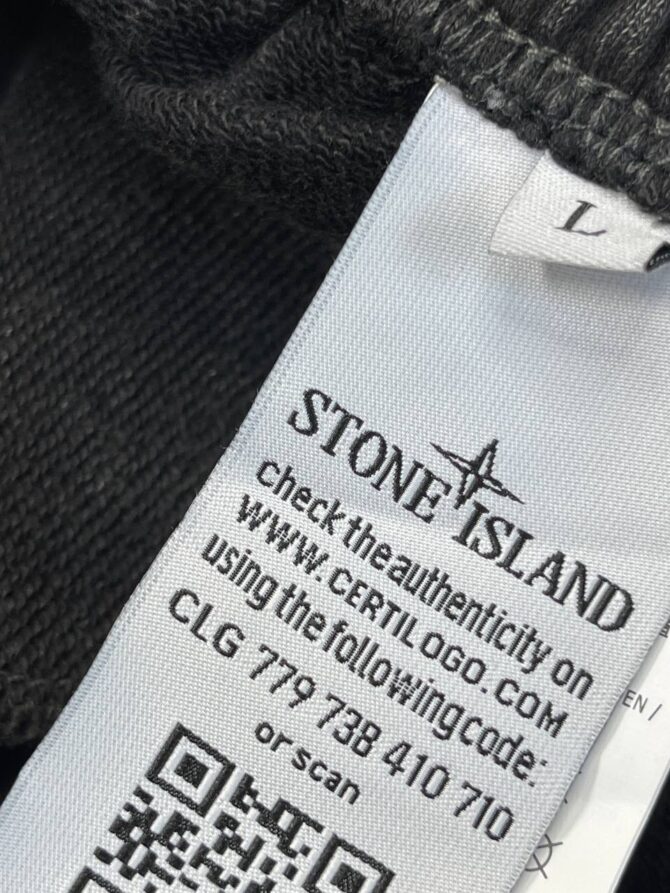 L
STONE ISLAND
check the authenticity on
WWW.CERTILOGO.COM
using the following code:
CLG 779 738 410 710
or scan
EN /